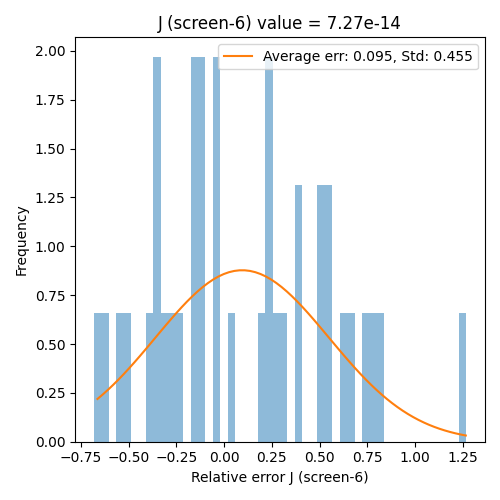 J (screen-6) value = 7.27e-14
Average err: 0.095, Std: 0.455
2.00
1.75
1.50
1.25
1.00
0.75
0.50
0.25
0.00
Frequency
−0.75 −0.50 −0.25 0.00 0.25 0.50 0.75 1.00 1.25
Relative error J (screen-6)